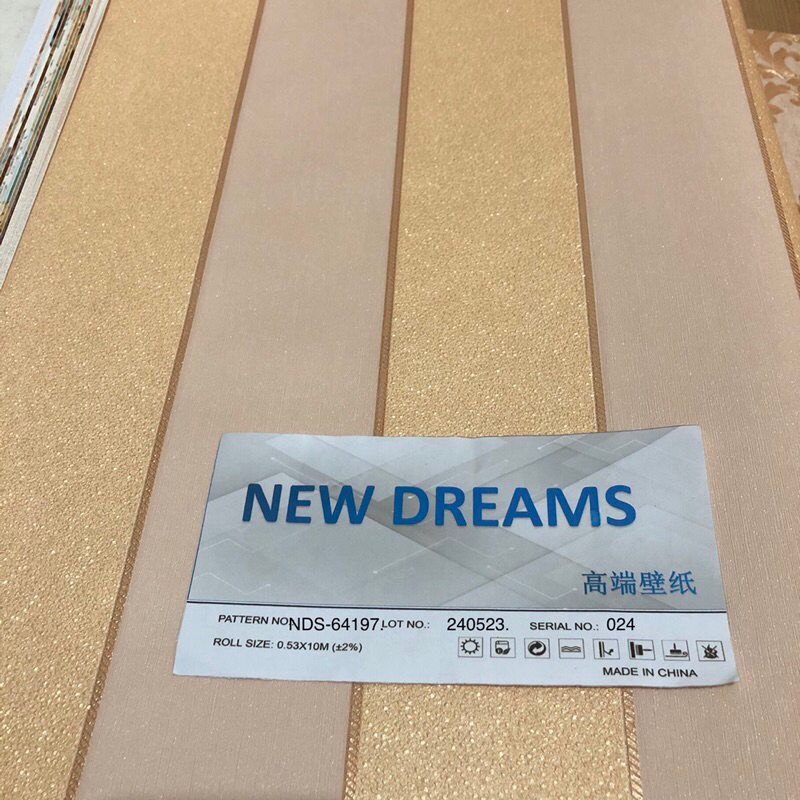 NEW DREAMS
高端壁纸
PATTERN NO NDS-64197. LOT NO.: 240523. SERIAL NO.: 024
ROLL SIZE: 0.53X10M (±2%)
MADE IN CHINA